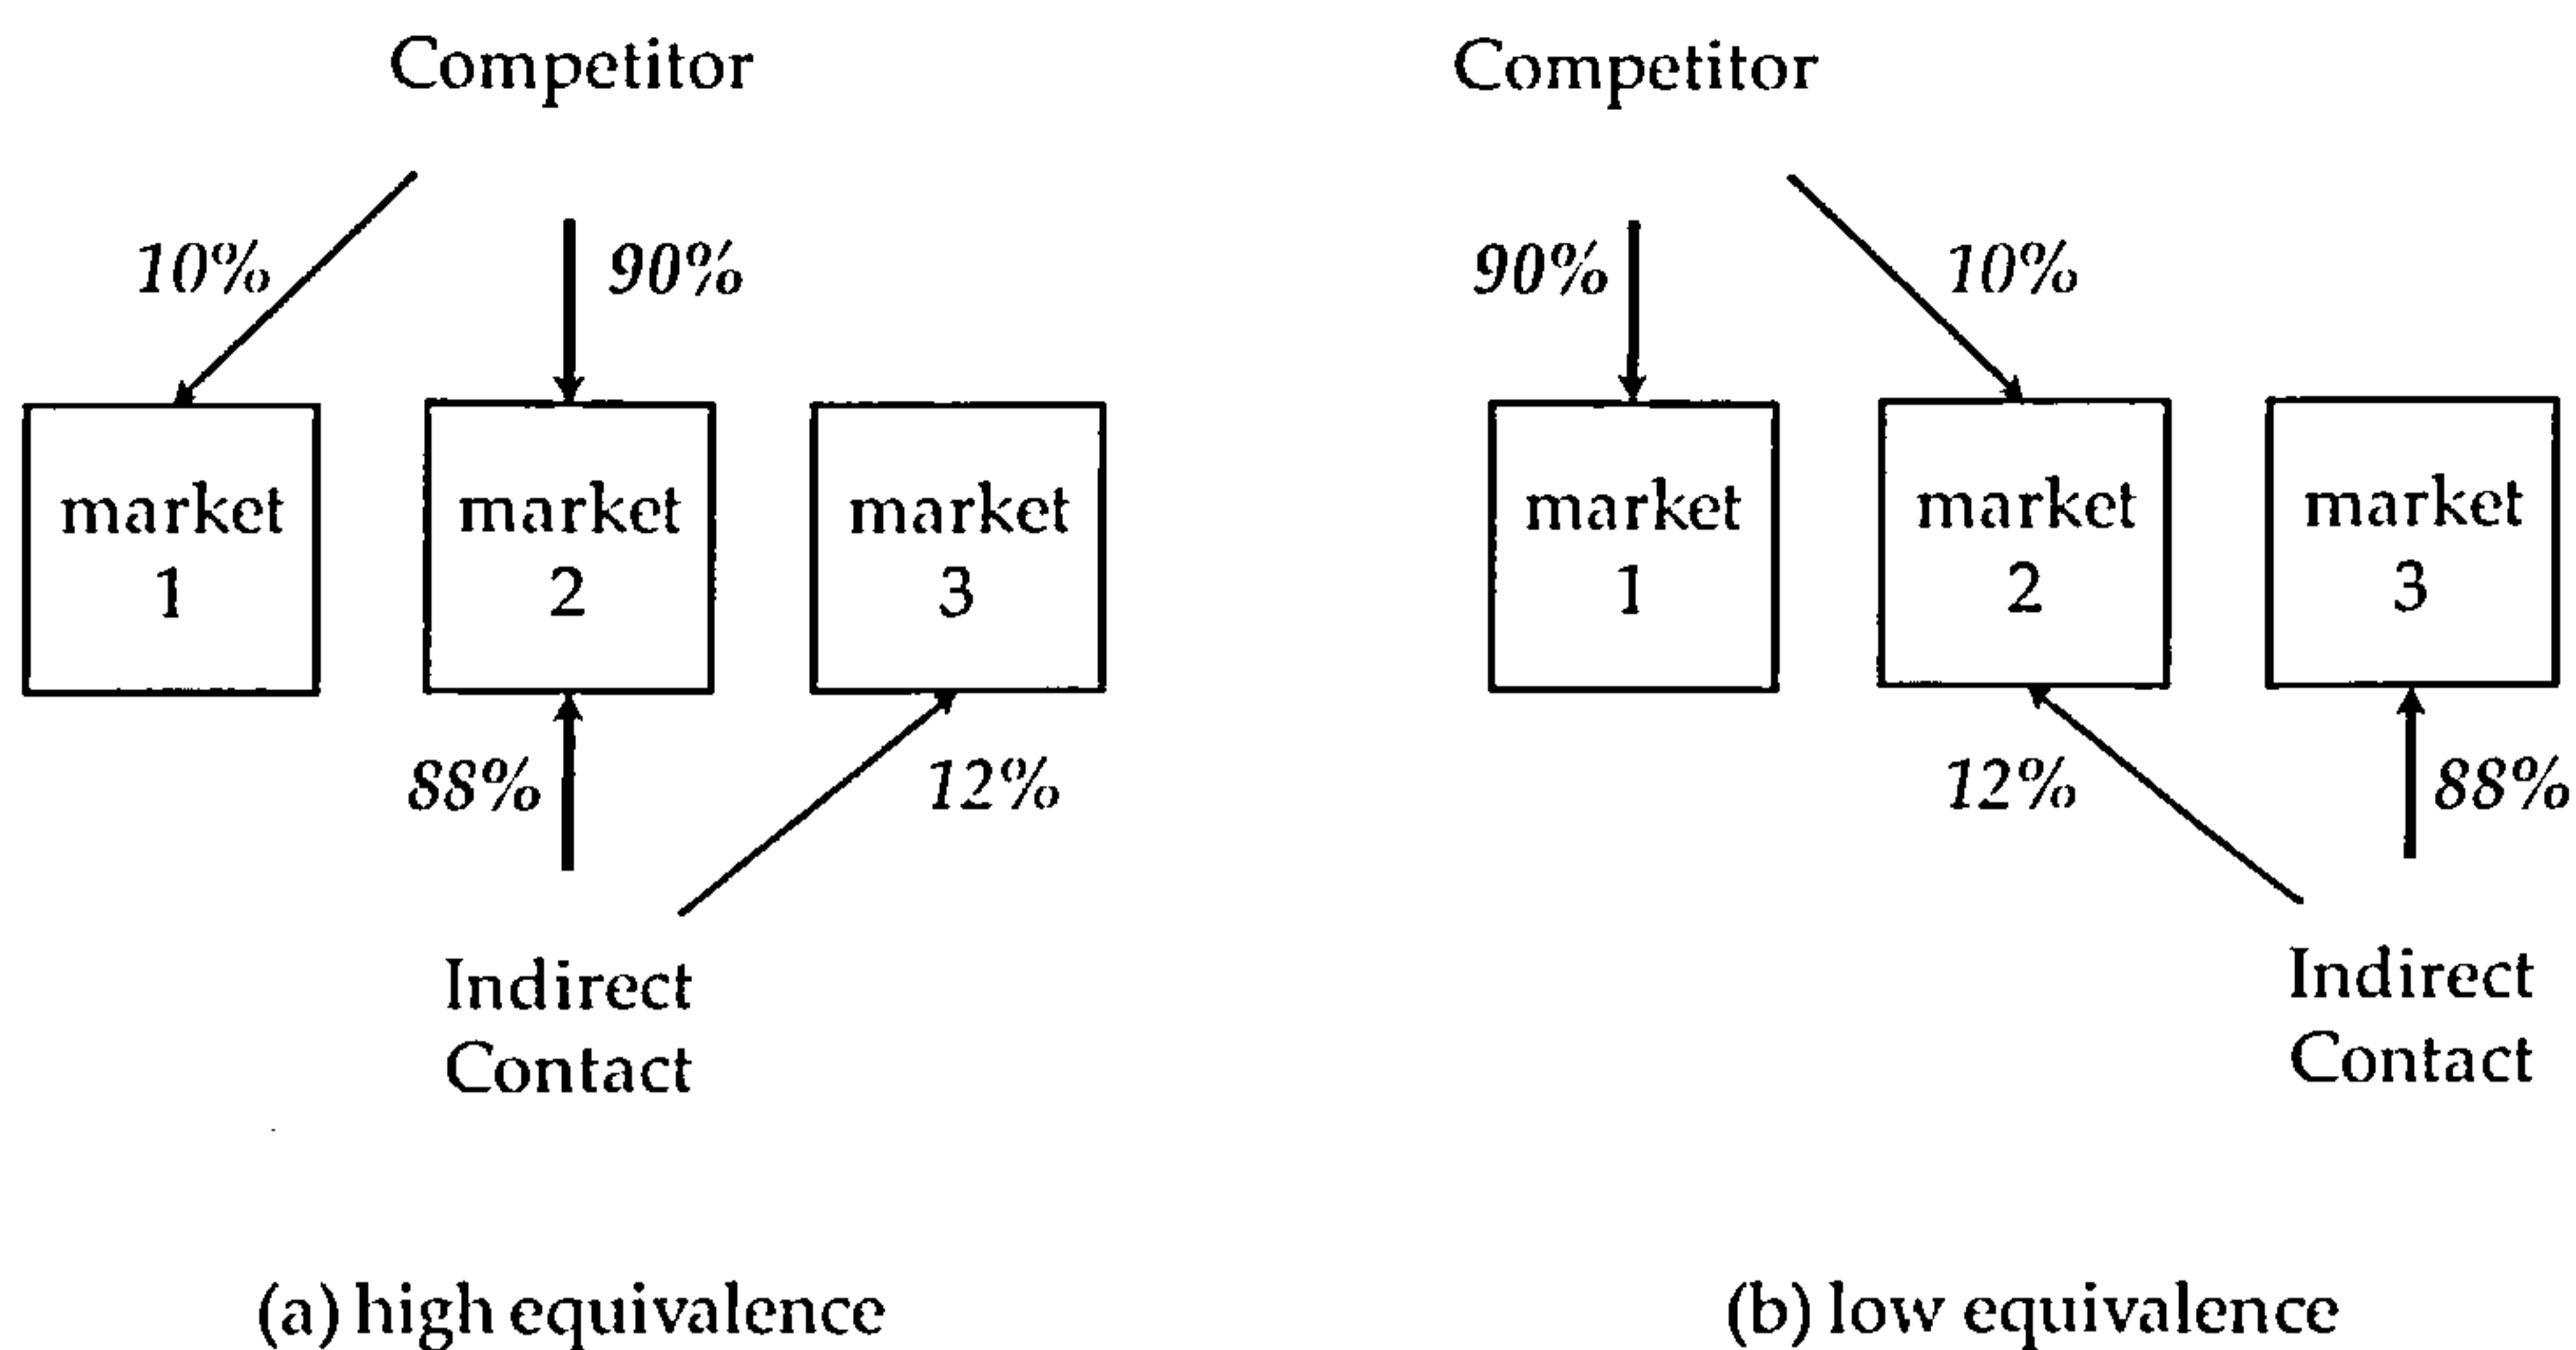 Competitor
10%
90%
market
1
market
2
market
3
88%
12%
Indirect
Contact
(a) high equivalence
Competitor
90%
10%
market
1
market
2
market
3
12%
88%
Indirect
Contact
(b) low equivalence